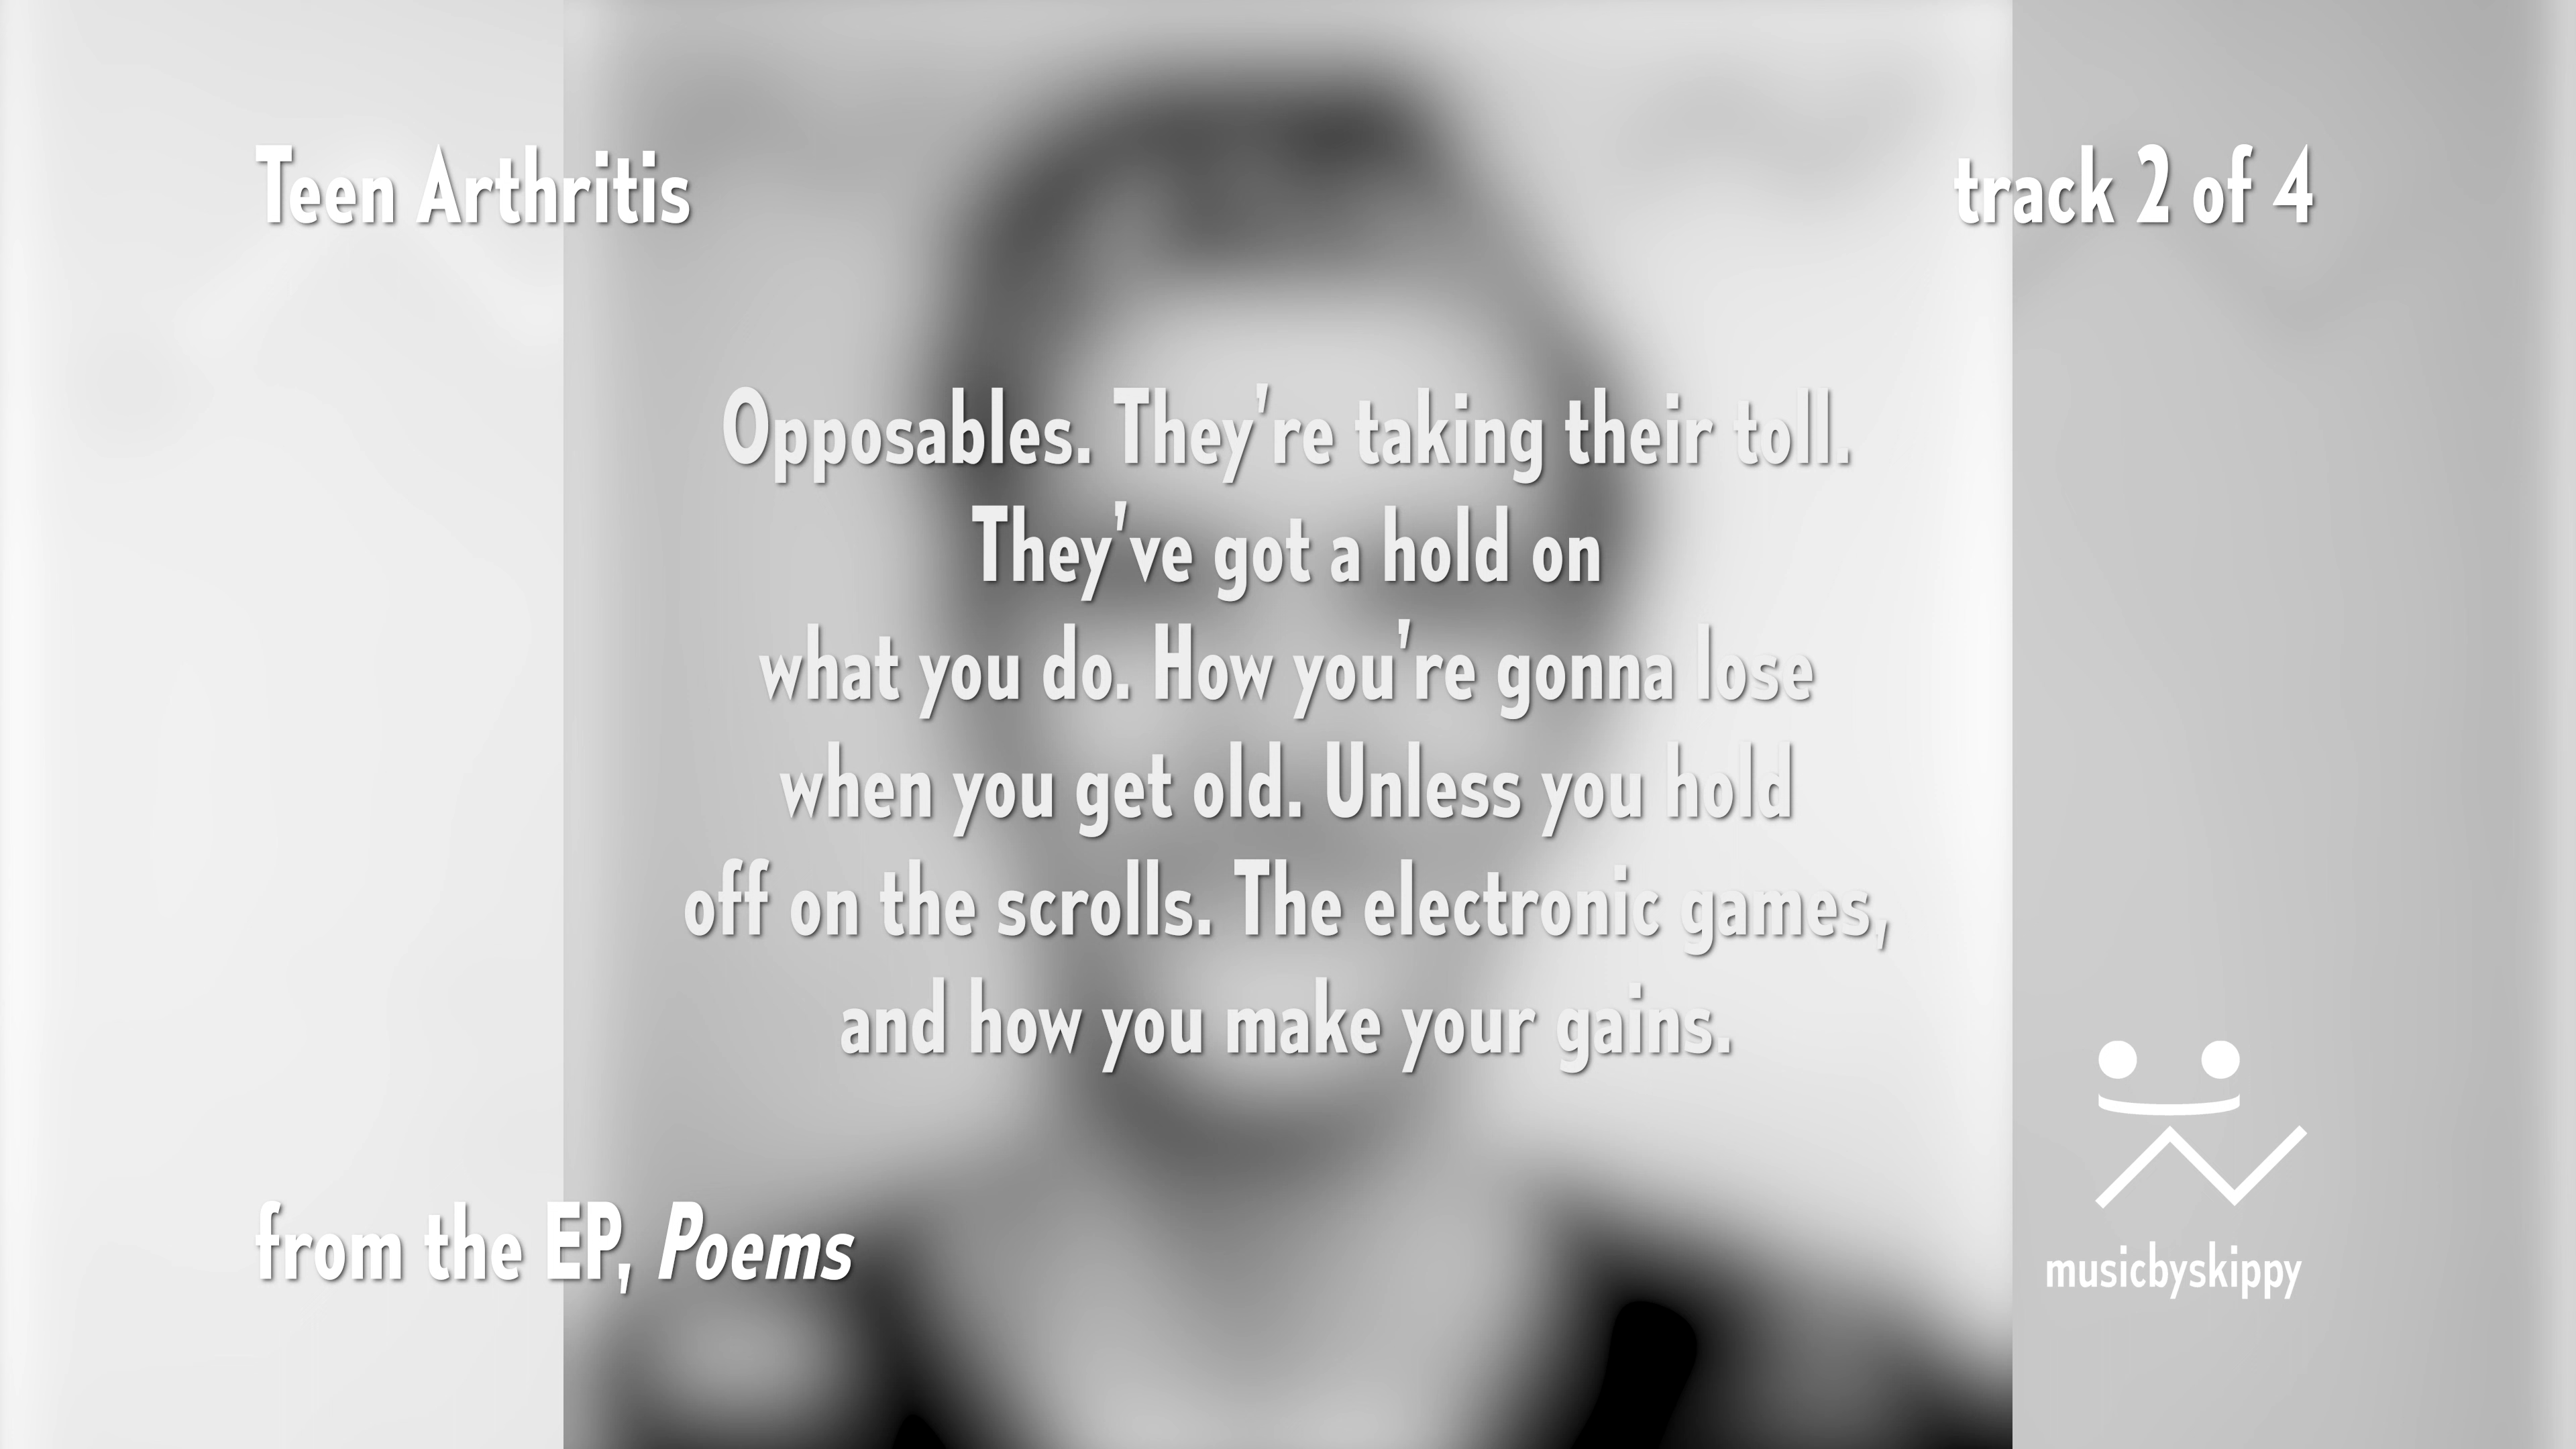 Teen Arthritis
track 2 of 4
Opposables. They're taking their toll.
They've got a hold on
what you do. How you're gonna lose
when you get old. Unless you hold
off on the scrolls. The electronic games,
and how you make your gains.
from the EP, Poems
musicbyskippy